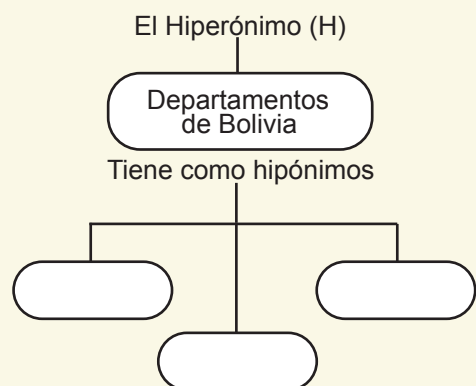 El Hiperónimo (H)
Departamentos
de Bolivia
Tiene como hipónimos